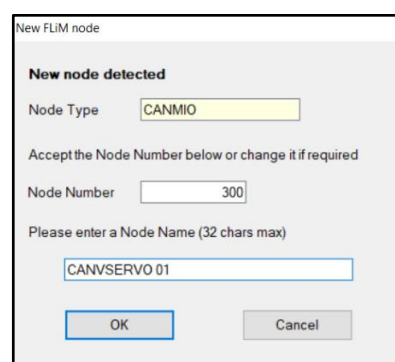 New FLiM node
New node detected
Node Type CANMIO
Accept the Node Number below or change it if required
Node Number 300
Please enter a Node Name (32 chars max)
CANVSERVO 01
OK Cancel